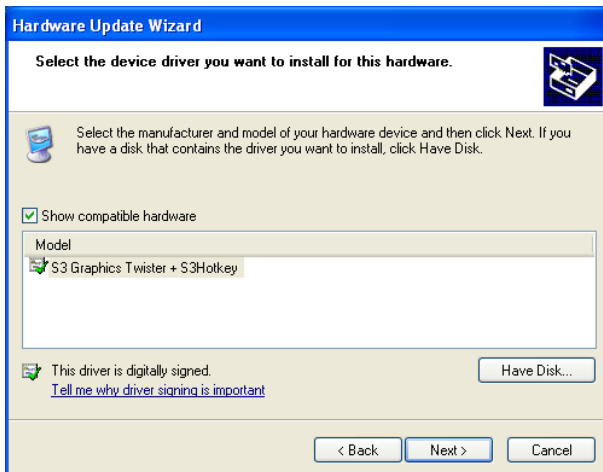 Hardware Update Wizard
Select the device driver you want to install for this hardware.
Select the manufacturer and model of your hardware device and then click Next. If you
have a disk that contains the driver you want to install, click Have Disk.
Show compatible hardware
Model
S3 Graphics Twister + S3Hotkey
This driver is digitally signed.
Have Disk...
Tell me why driver signing is important
< Back
Next >
Cancel